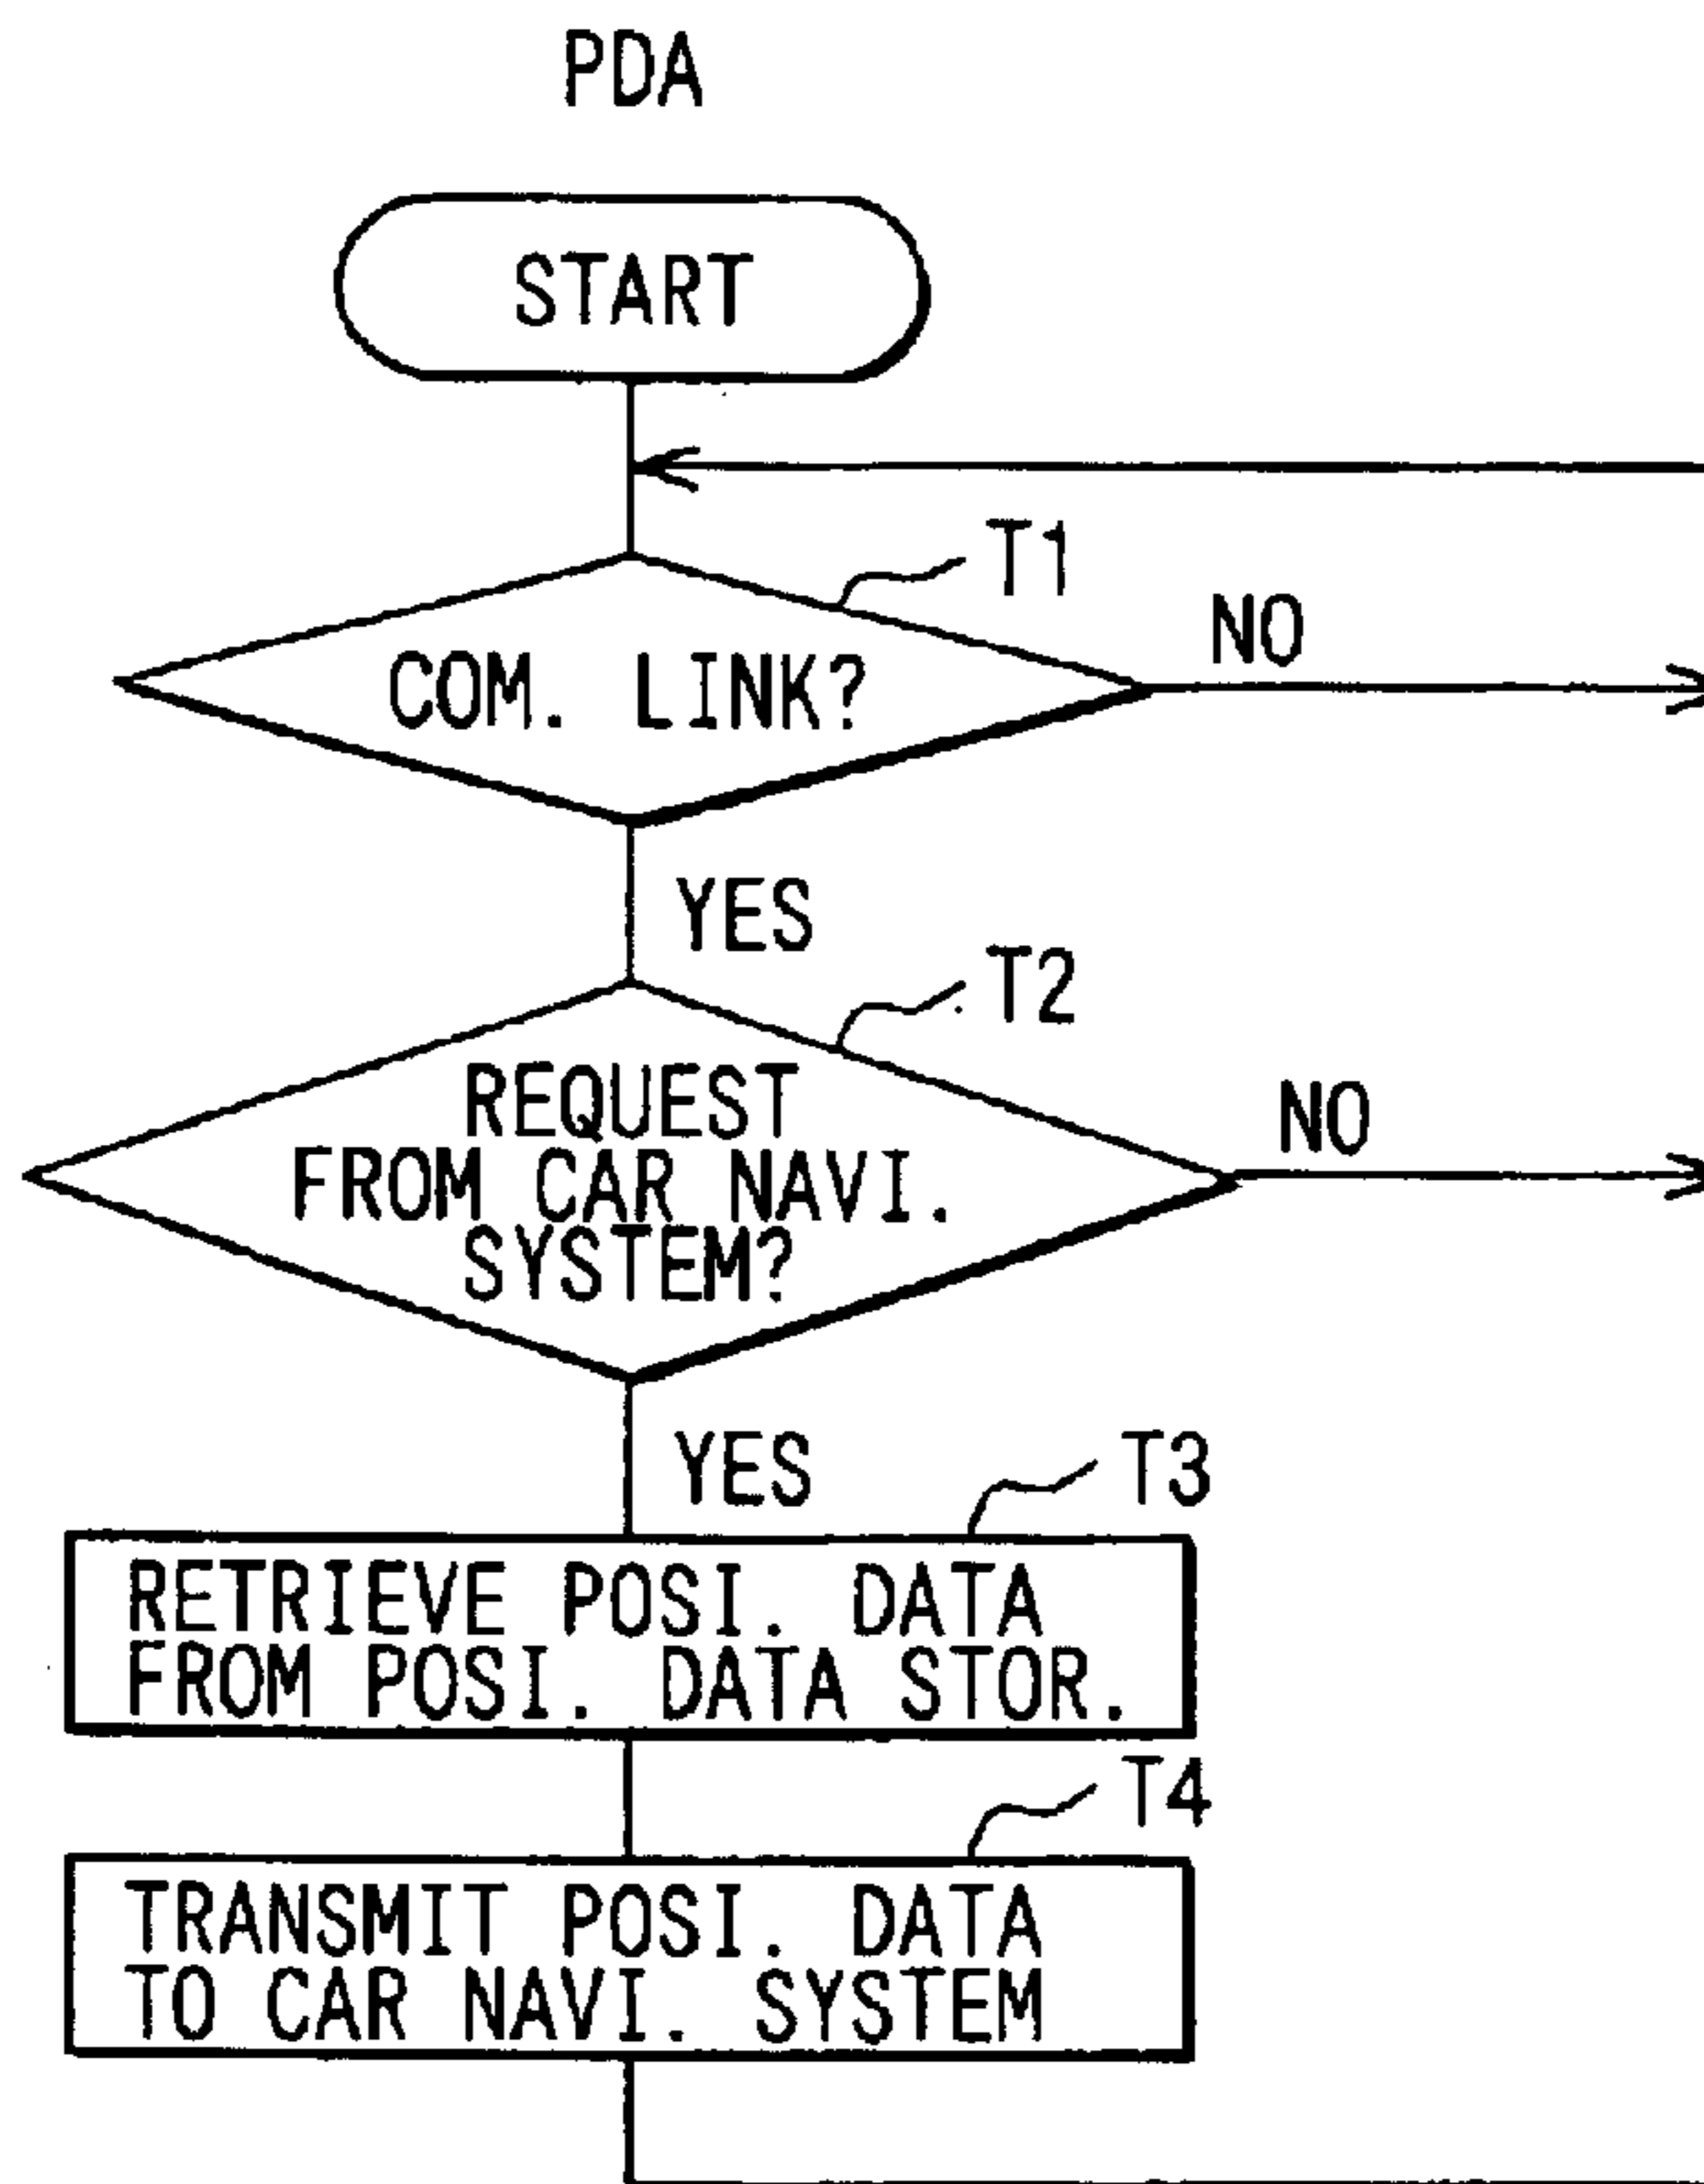 PDA
START
T1
NO
COM. LINK?
YES
T2
NO
REQUEST
FROM CAR NAVI.
SYSTEM?
YES
T3
RETRIEVE POSI. DATA
FROM POSI. DATA STOR.
T4
TRANSMIT POSI. DATA
TO CAR NAVI. SYSTEM